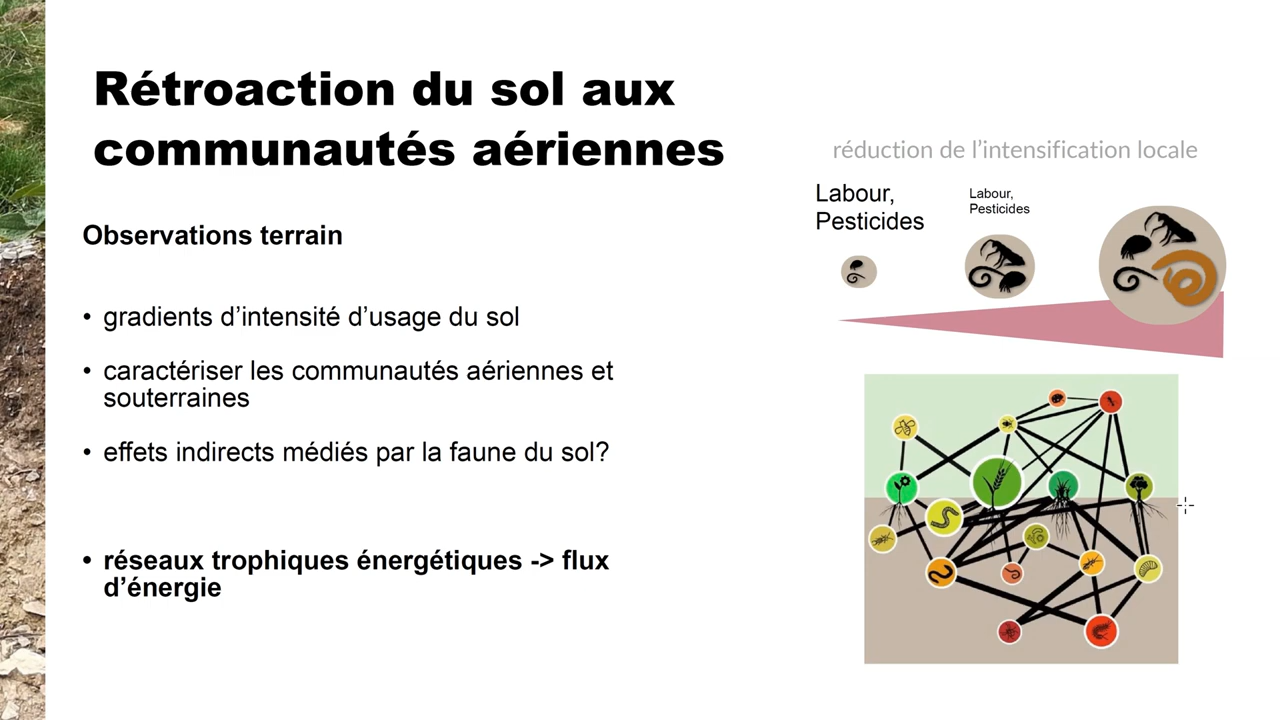 Rétroaction du sol aux
communautés aériennes
réduction de l’intensification locale
Labour,
Pesticides
Labour,
Pesticides
Observations terrain
• gradients d’intensité d’usage du sol
• caractériser les communautés aériennes et
souterraines
• effets indirects médiés par la faune du sol?
• réseaux trophiques énergétiques -> flux
d’énergie